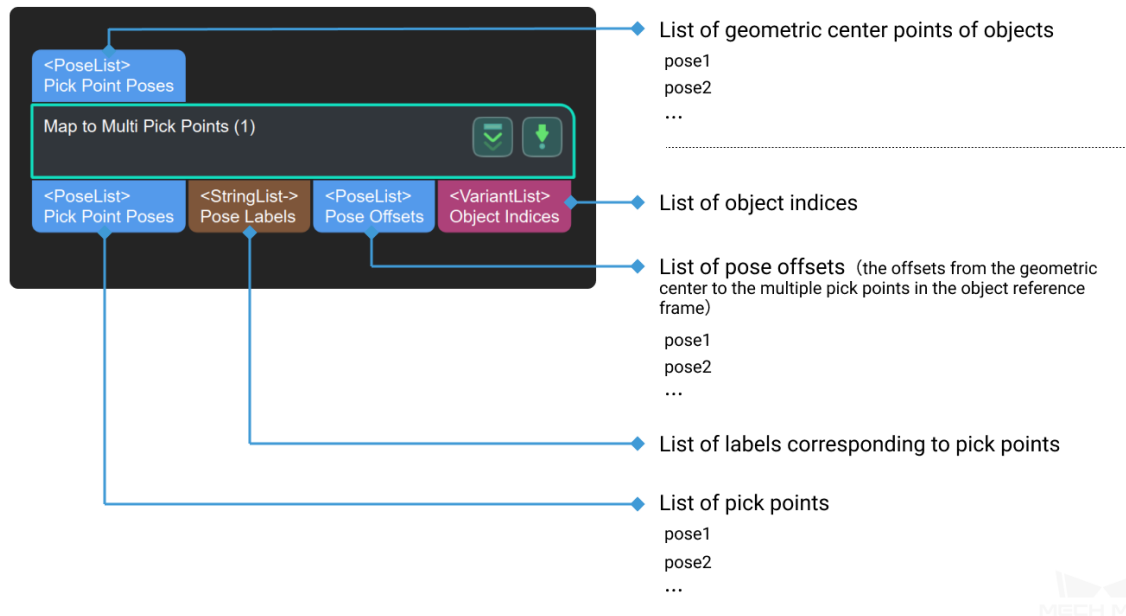 List of geometric center points of objects
pose1
pose2
...
<PoseList>
Pick Point Poses
Map to Multi Pick Points (1)
<PoseList>
Pick Point Poses
<StringList->
Pose Labels
<PoseList>
Pose Offsets
<VariantList>
Object Indices
List of object indices
List of pose offsets（the offsets from the geometric
center to the multiple pick points in the object reference
frame）
pose1
pose2
...
List of labels corresponding to pick points
List of pick points
pose1
pose2
...
MECH M